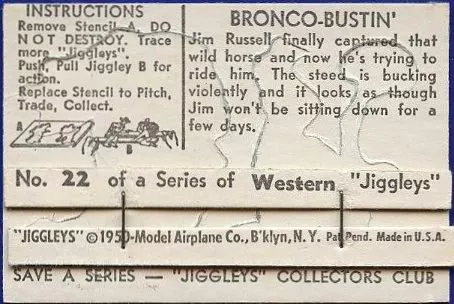 INSTRUCTIONS
Remove Stencil A. DO
NOT DESTROY. Trace
more "Jiggleys".
Push, Pull Jiggley B for
action.
Replace Stencil to Pitch,
Trade, Collect.
A B
BRONCO-BUSTIN'
Jim Russell finally captured that
wild horse and now he's trying to
ride him. The steed is bucking
violently and it looks as though
Jim won't be sitting down for a
few days.
No. 22 of a Series of Western "Jiggleys"
"JIGGLEYS" © 1950-Model Airplane Co., B'klyn, N. Y. Pat. Pend. Made in U.S.A.
SAVE A SERIES — "JIGGLEYS" COLLECTORS CLUB